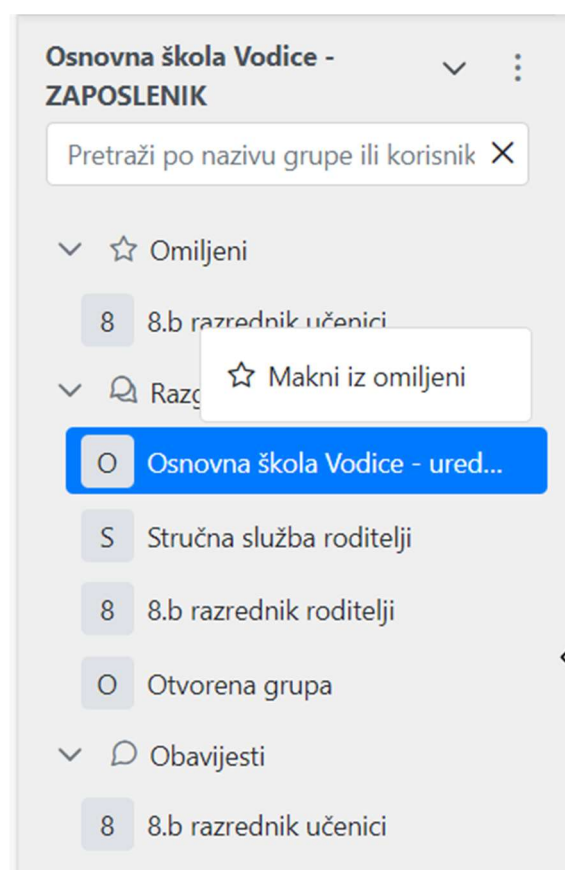 Osnovna škola Vodice -
ZAPOSLENIK
Pretraži po nazivu grupe ili korisnik
Omiljeni
8 8.b razrednik učenici
Makni iz omiljeni
O Osnovna škola Vodice - ured...
S Stručna služba roditelji
8 8.b razrednik roditelji
O Otvorena grupa
Obavijesti
8 8.b razrednik učenici